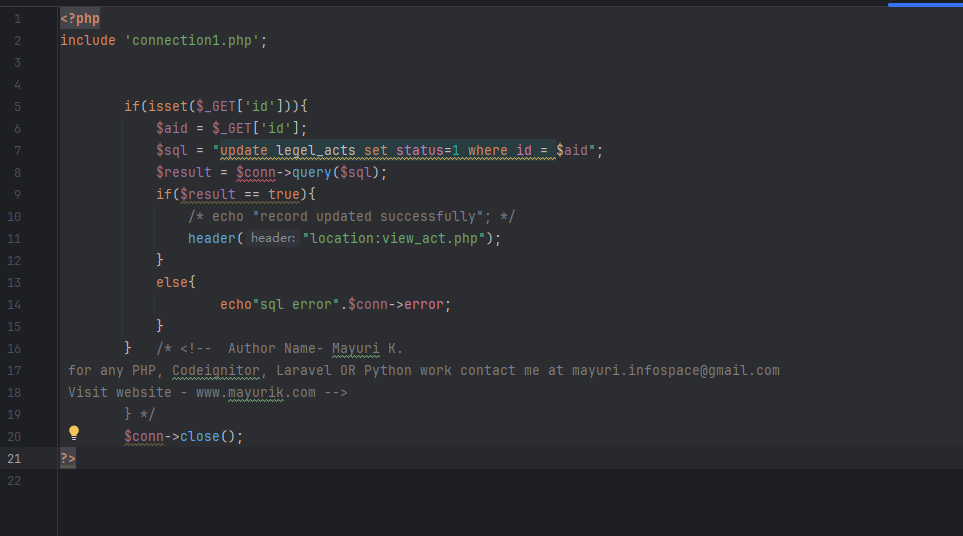 1 <?php
2 include 'connection1.php';
3
4
5 if(isset($_GET['id'])){
6 $aid = $_GET['id'];
7 $sql = "update legel_acts set status=1 where id = $aid";
8 $result = $conn->query($sql);
9 if($result == true){
10 /* echo "record updated successfully"; */
11 header( header: "location:view_act.php");
12 }
13 else{
14 echo"sql error".$conn->error;
15 }
16 } /* <!-- Author Name- Mayuri K.
17 for any PHP, Codeignitor, Laravel OR Python work contact me at mayuri.infospace@gmail.com
18 Visit website - www.mayurik.com -->
19 } */
20 $conn->close();
21 ?>
22